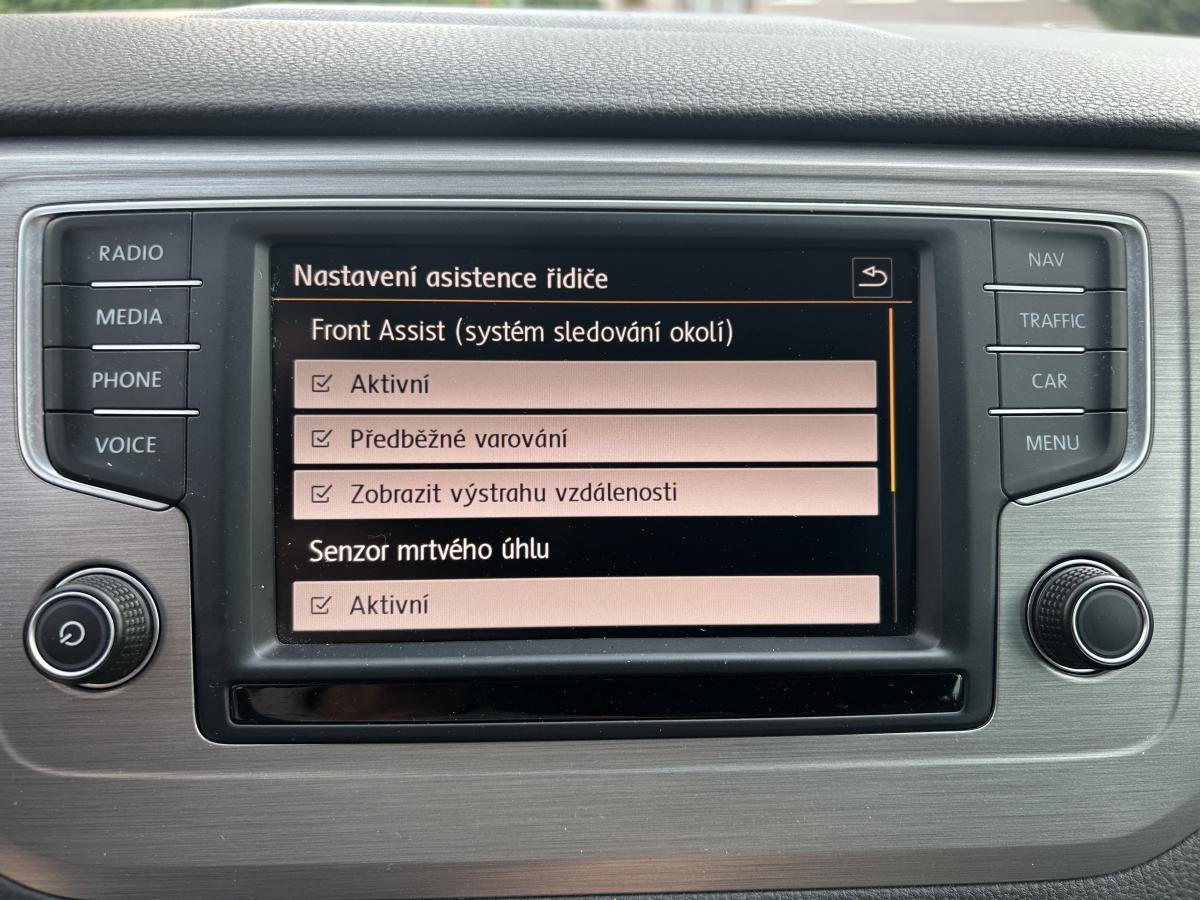 RADIO
MEDIA
PHONE
VOICE
Nastavení asistence řidiče
Front Assist (systém sledování okolí)
Aktivní
Předběžné varování
Zobrazit výstrahu vzdálenosti
Senzor mrtvého úhlu
Aktivní
NAV
TRAFFIC
CAR
MENU